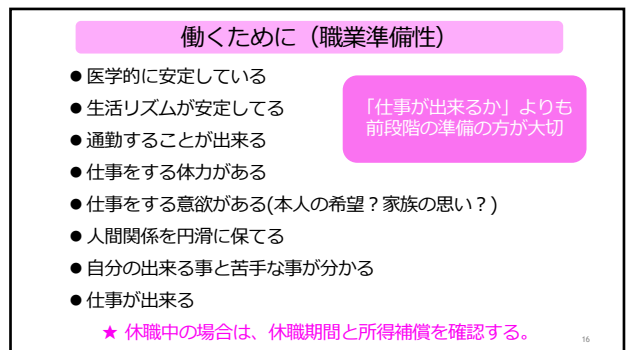 働くために（職業準備性）
●医学的に安定している
●生活リズムが安定してる
「仕事が出来るか」よりも
前段階の準備の方が大切
●通勤することが出来る
●仕事をする体力がある
●仕事をする意欲がある(本人の希望？家族の思い？)
●人間関係を円滑に保てる
●自分の出来る事と苦手な事が分かる
●仕事が出来る
★ 休職中の場合は、休職期間と所得補償を確認する。
16